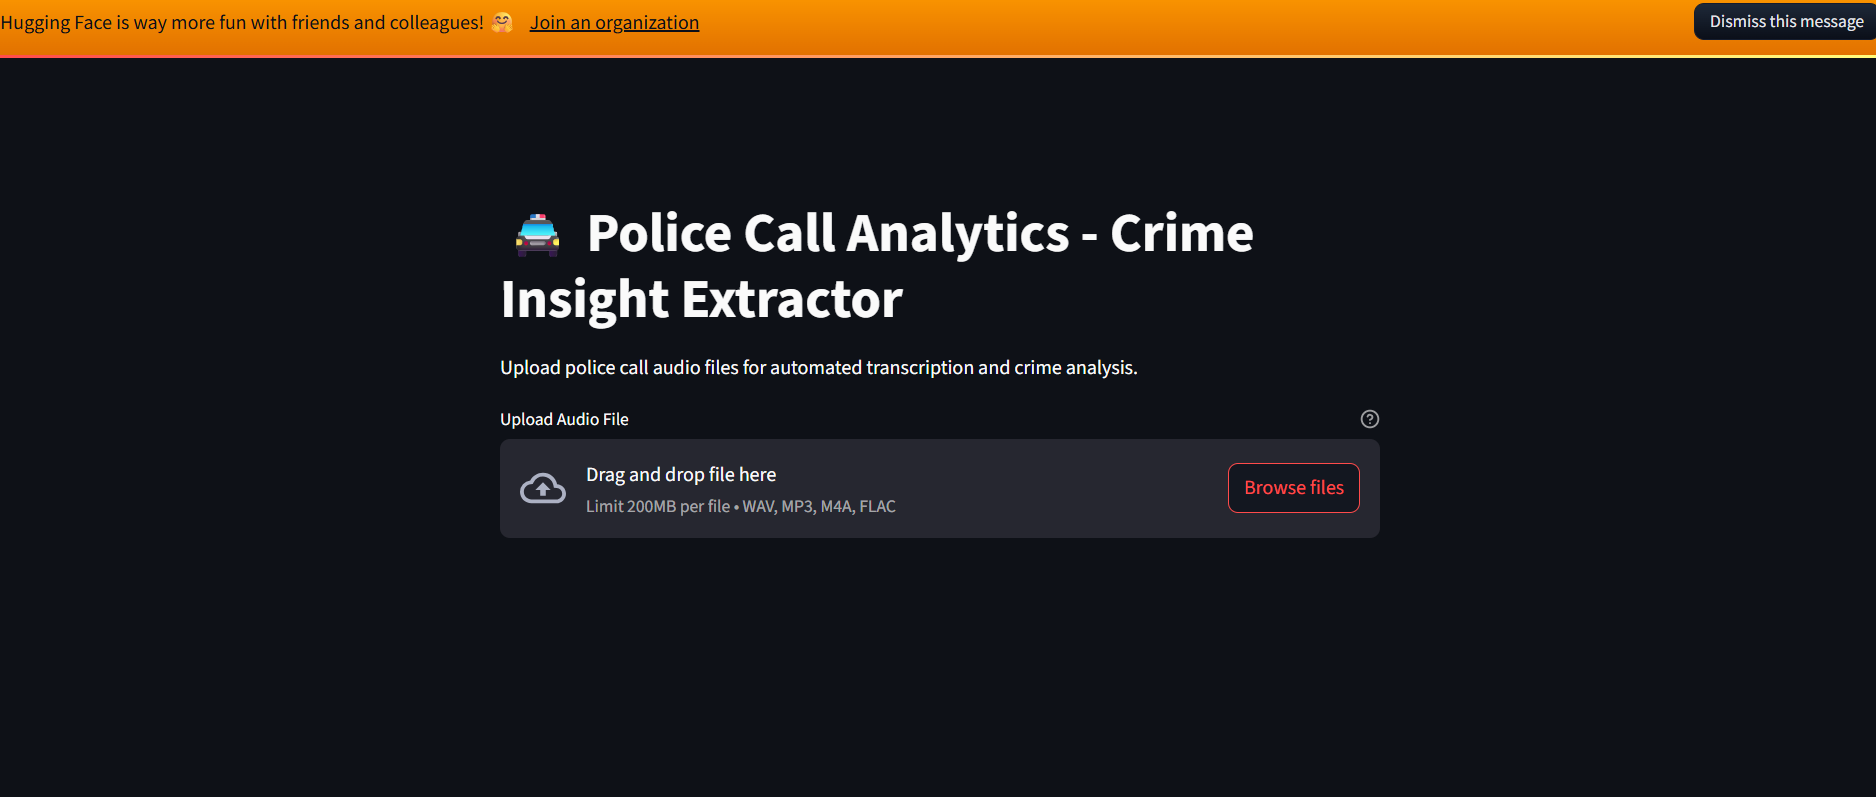 Hugging Face is way more fun with friends and colleagues! 🤗 Join an organization
Dismiss this message
🚔 Police Call Analytics - Crime
Insight Extractor
Upload police call audio files for automated transcription and crime analysis.
Upload Audio File
Drag and drop file here
Limit 200MB per file • WAV, MP3, M4A, FLAC
Browse files